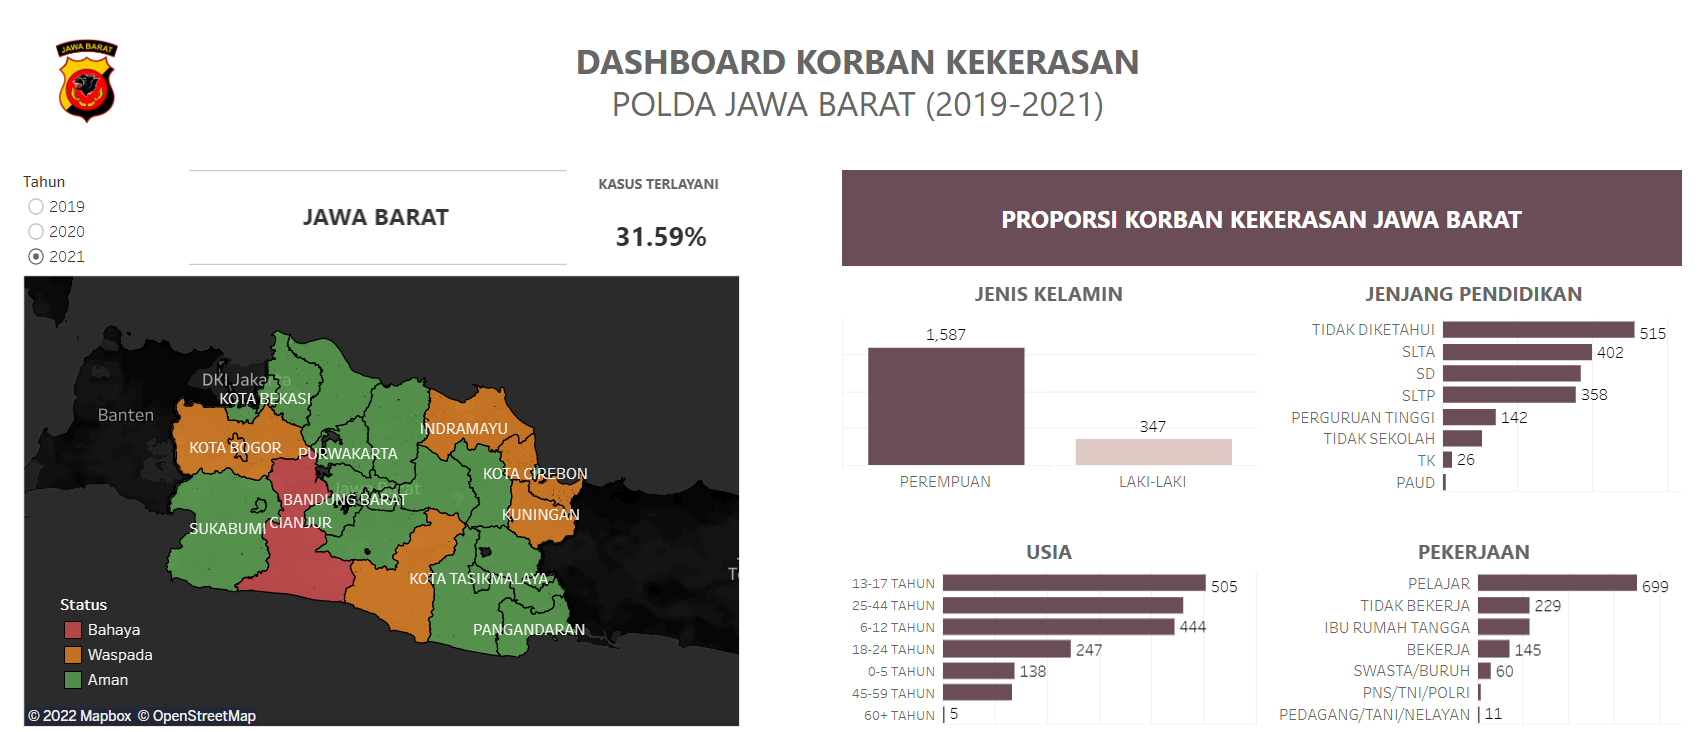 JAWA BARAT
DASHBOARD KORBAN KEKERASAN
POLDA JAWA BARAT (2019-2021)
Tahun
2019
2020
2021
JAWA BARAT
KASUS TERLAYANI
31.59%
DKI Jakarta
KOTA BEKASI
Banten
INDRAMAYU
KOTA BOGOR
PURWAKARTA
KOTA CIREBON
Jawa Barat
BANDUNG BARAT
KUNINGAN
CIANJUR
SUKABUMI
KOTA TASIKMALAYA
PANGANDARAN
Status
Bahaya
Waspada
Aman
© 2022 Mapbox © OpenStreetMap
PROPORSI KORBAN KEKERASAN JAWA BARAT
JENIS KELAMIN
1,587
347
PEREMPUAN
LAKI-LAKI
JENJANG PENDIDIKAN
TIDAK DIKETAHUI 515
SLTA 402
SD
SLTP 358
PERGURUAN TINGGI 142
TIDAK SEKOLAH
TK 26
PAUD
USIA
13-17 TAHUN 505
25-44 TAHUN
6-12 TAHUN 444
18-24 TAHUN 247
0-5 TAHUN 138
45-59 TAHUN
60+ TAHUN 5
PEKERJAAN
PELAJAR 699
TIDAK BEKERJA 229
IBU RUMAH TANGGA
BEKERJA 145
SWASTA/BURUH 60
PNS/TNI/POLRI
PEDAGANG/TANI/NELAYAN 11